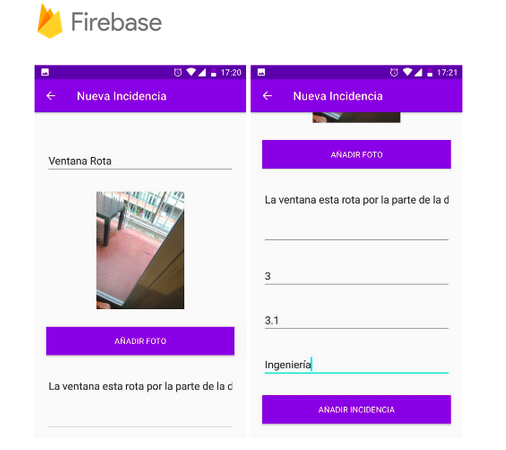 Firebase
17:20
Nueva Incidencia
Ventana Rota
AÑADIR FOTO
La ventana esta rota por la parte de la d
17:21
Nueva Incidencia
AÑADIR FOTO
La ventana esta rota por la parte de la d
3
3.1
Ingeniería
AÑADIR INCIDENCIA